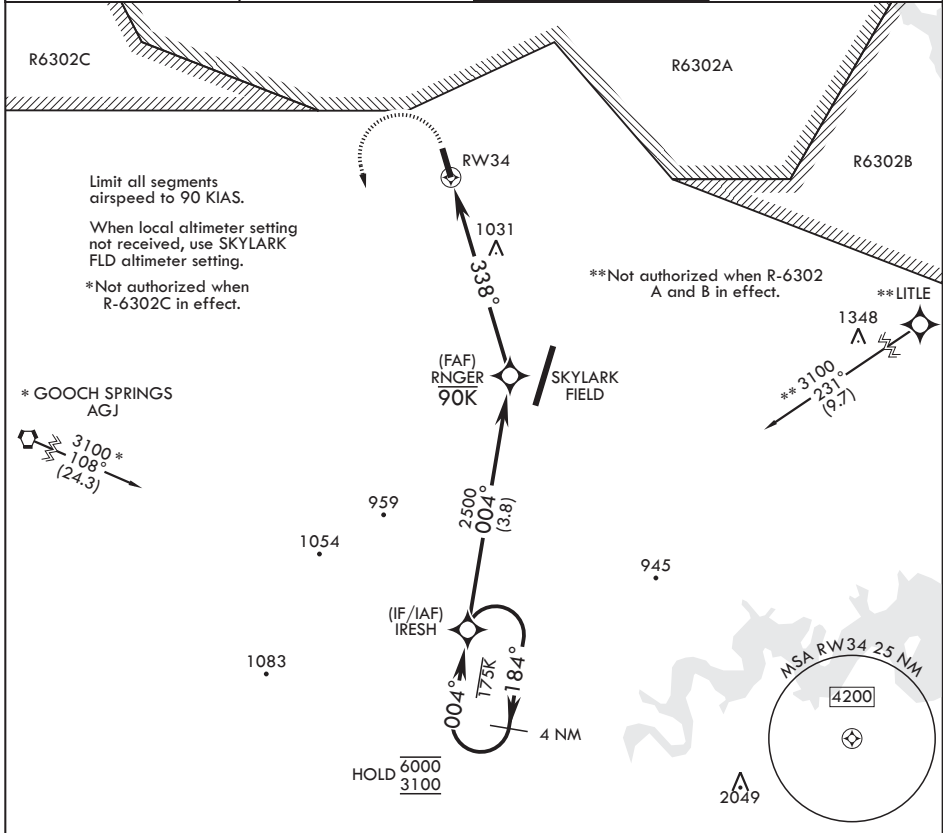 R6302C
R6302A
R6302B
RW34
Limit all segments
airspeed to 90 KIAS.
When local altimeter setting
not received, use SKYLARK
FLD altimeter setting.
*Not authorized when
R-6302C in effect.
1031
338°
**Not authorized when R-6302
A and B in effect.
**LITLE
1348
** 3100
231°
(9.7)
(FAF)
RNGER
90K
SKYLARK
FIELD
* GOOCH SPRINGS
AGJ
3100 *
108°
(24.3)
2500
004°
(3.8)
959
1054
945
(IF/IAF)
IRESH
1083
004°
175K
184°
4 NM
HOLD 6000
3100
MSA RW34 25 NM
4200
2049